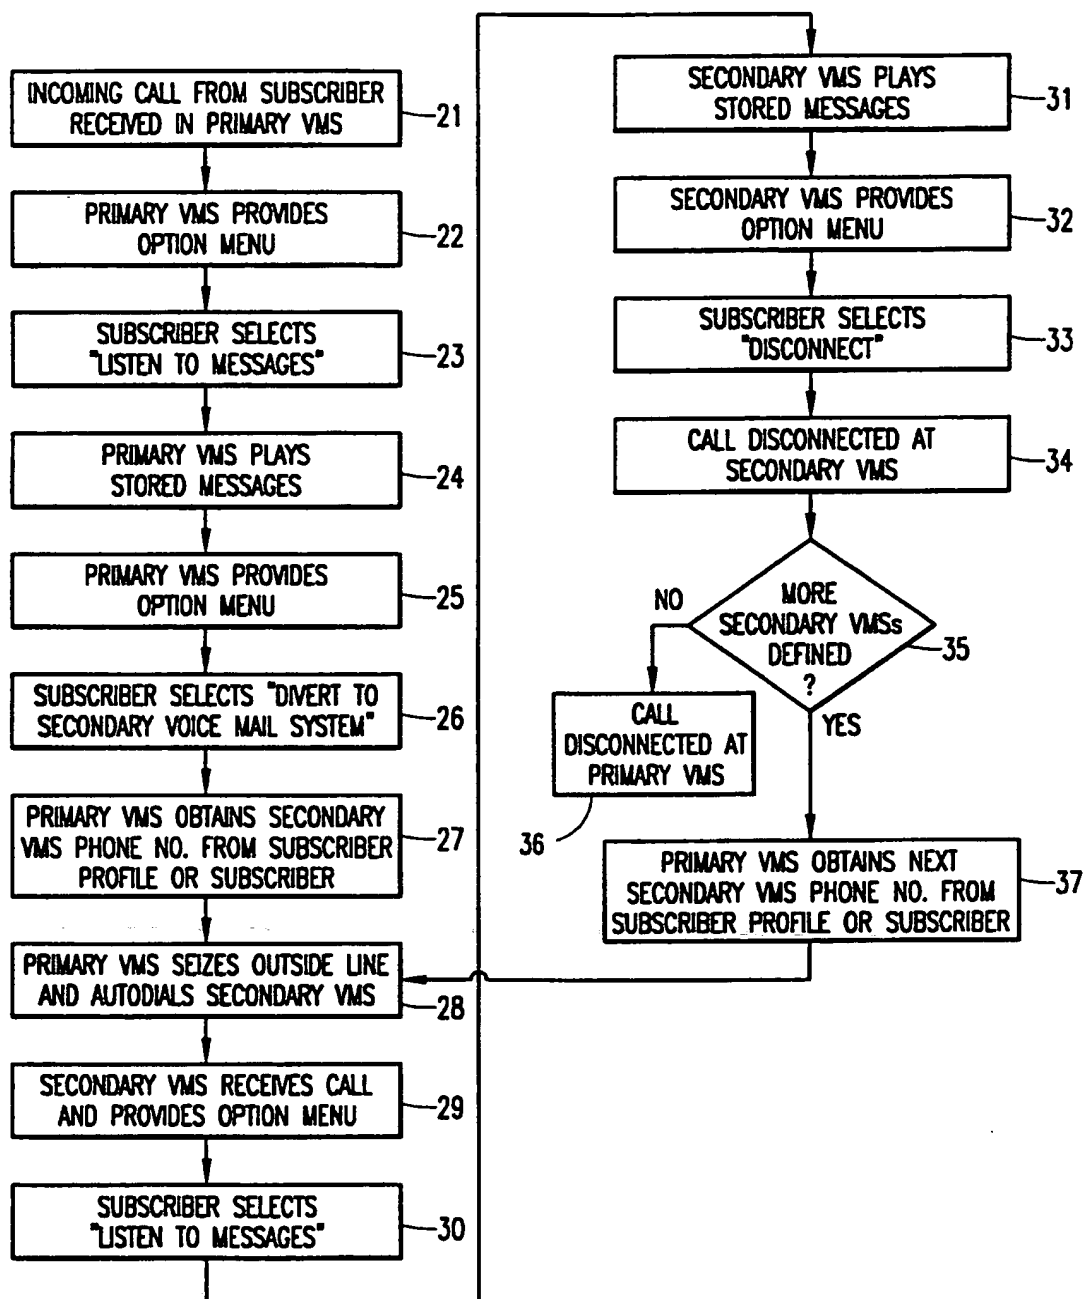 INCOMING CALL FROM SUBSCRIBER
RECEIVED IN PRIMARY VMS
21
PRIMARY VMS PROVIDES
OPTION MENU
22
SUBSCRIBER SELECTS
"LISTEN TO MESSAGES"
23
PRIMARY VMS PLAYS
STORED MESSAGES
24
PRIMARY VMS PROVIDES
OPTION MENU
25
SUBSCRIBER SELECTS "DIVERT TO
SECONDARY VOICE MAIL SYSTEM"
26
PRIMARY VMS OBTAINS SECONDARY
VMS PHONE NO. FROM SUBSCRIBER
PROFILE OR SUBSCRIBER
27
PRIMARY VMS SEIZES OUTSIDE LINE
AND AUTODIALS SECONDARY VMS
28
SECONDARY VMS RECEIVES CALL
AND PROVIDES OPTION MENU
29
SUBSCRIBER SELECTS
"LISTEN TO MESSAGES"
30
SECONDARY VMS PLAYS
STORED MESSAGES
31
SECONDARY VMS PROVIDES
OPTION MENU
32
SUBSCRIBER SELECTS
"DISCONNECT"
33
CALL DISCONNECTED AT
SECONDARY VMS
34
MORE
SECONDARY VMSs
DEFINED
?
35
NO
YES
CALL
DISCONNECTED AT
PRIMARY VMS
36
PRIMARY VMS OBTAINS NEXT
SECONDARY VMS PHONE NO. FROM
SUBSCRIBER PROFILE OR SUBSCRIBER
37